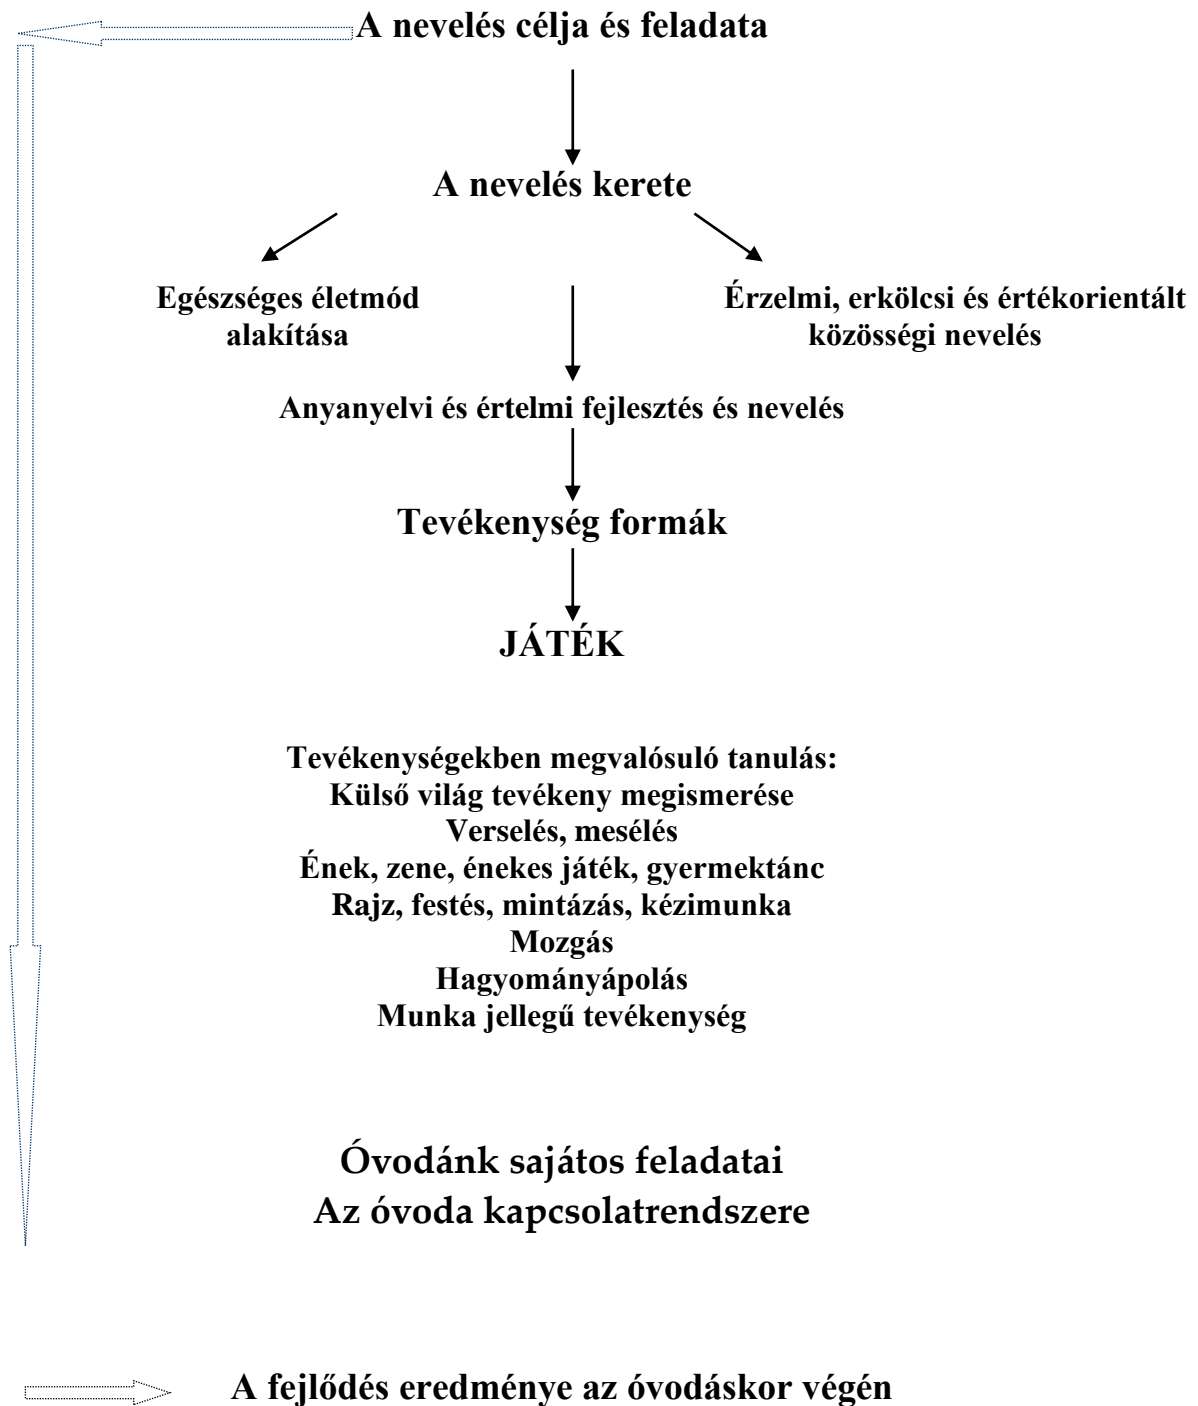 A nevelés célja és feladata
A nevelés kerete
Egészséges életmód
alakítása
Érzelmi, erkölcsi és értékorientált
közösségi nevelés
Anyanyelvi és értelmi fejlesztés és nevelés
Tevékenység formák
JÁTÉK
Tevékenységekben megvalósuló tanulás:
Külső világ tevékeny megismerése
Verselés, mesélés
Ének, zene, énekes játék, gyermektánc
Rajz, festés, mintázás, kézimunka
Mozgás
Hagyományápolás
Munka jellegű tevékenység
Óvodánk sajátos feladatai
Az óvoda kapcsolatrendszere
A fejlődés eredménye az óvodáskor végén